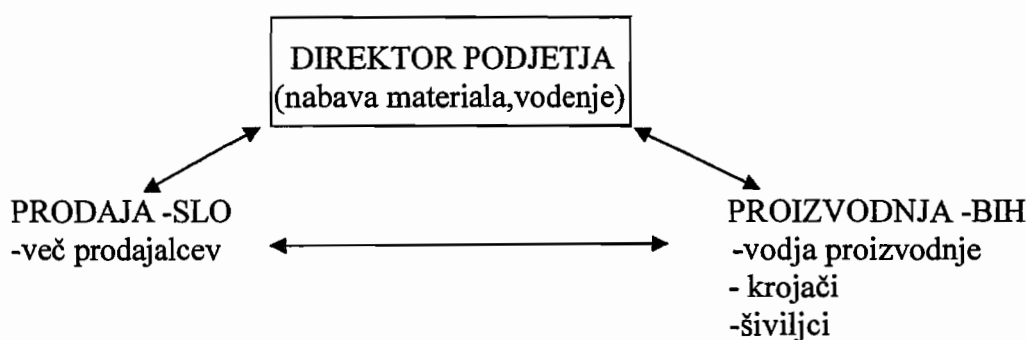 DIREKTOR PODJETJA
(nabava materiala,vodenje)
PRODAJA -SLO
-več prodajalcev
PROIZVODNJA -BIH
-vodja proizvodnje
- krojači
-šiviljci